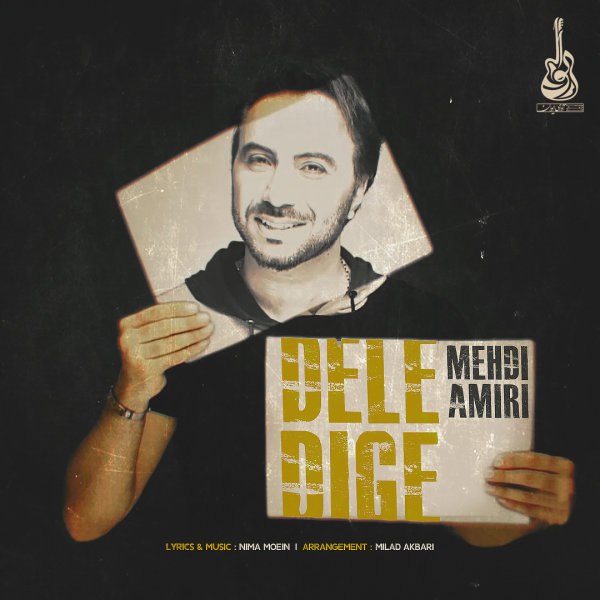 DELE
DIGE
MEHDI
AMIRI
LYRICS & MUSIC : NIMA MOEIN I ARRANGEMENT : MILAD AKBARI